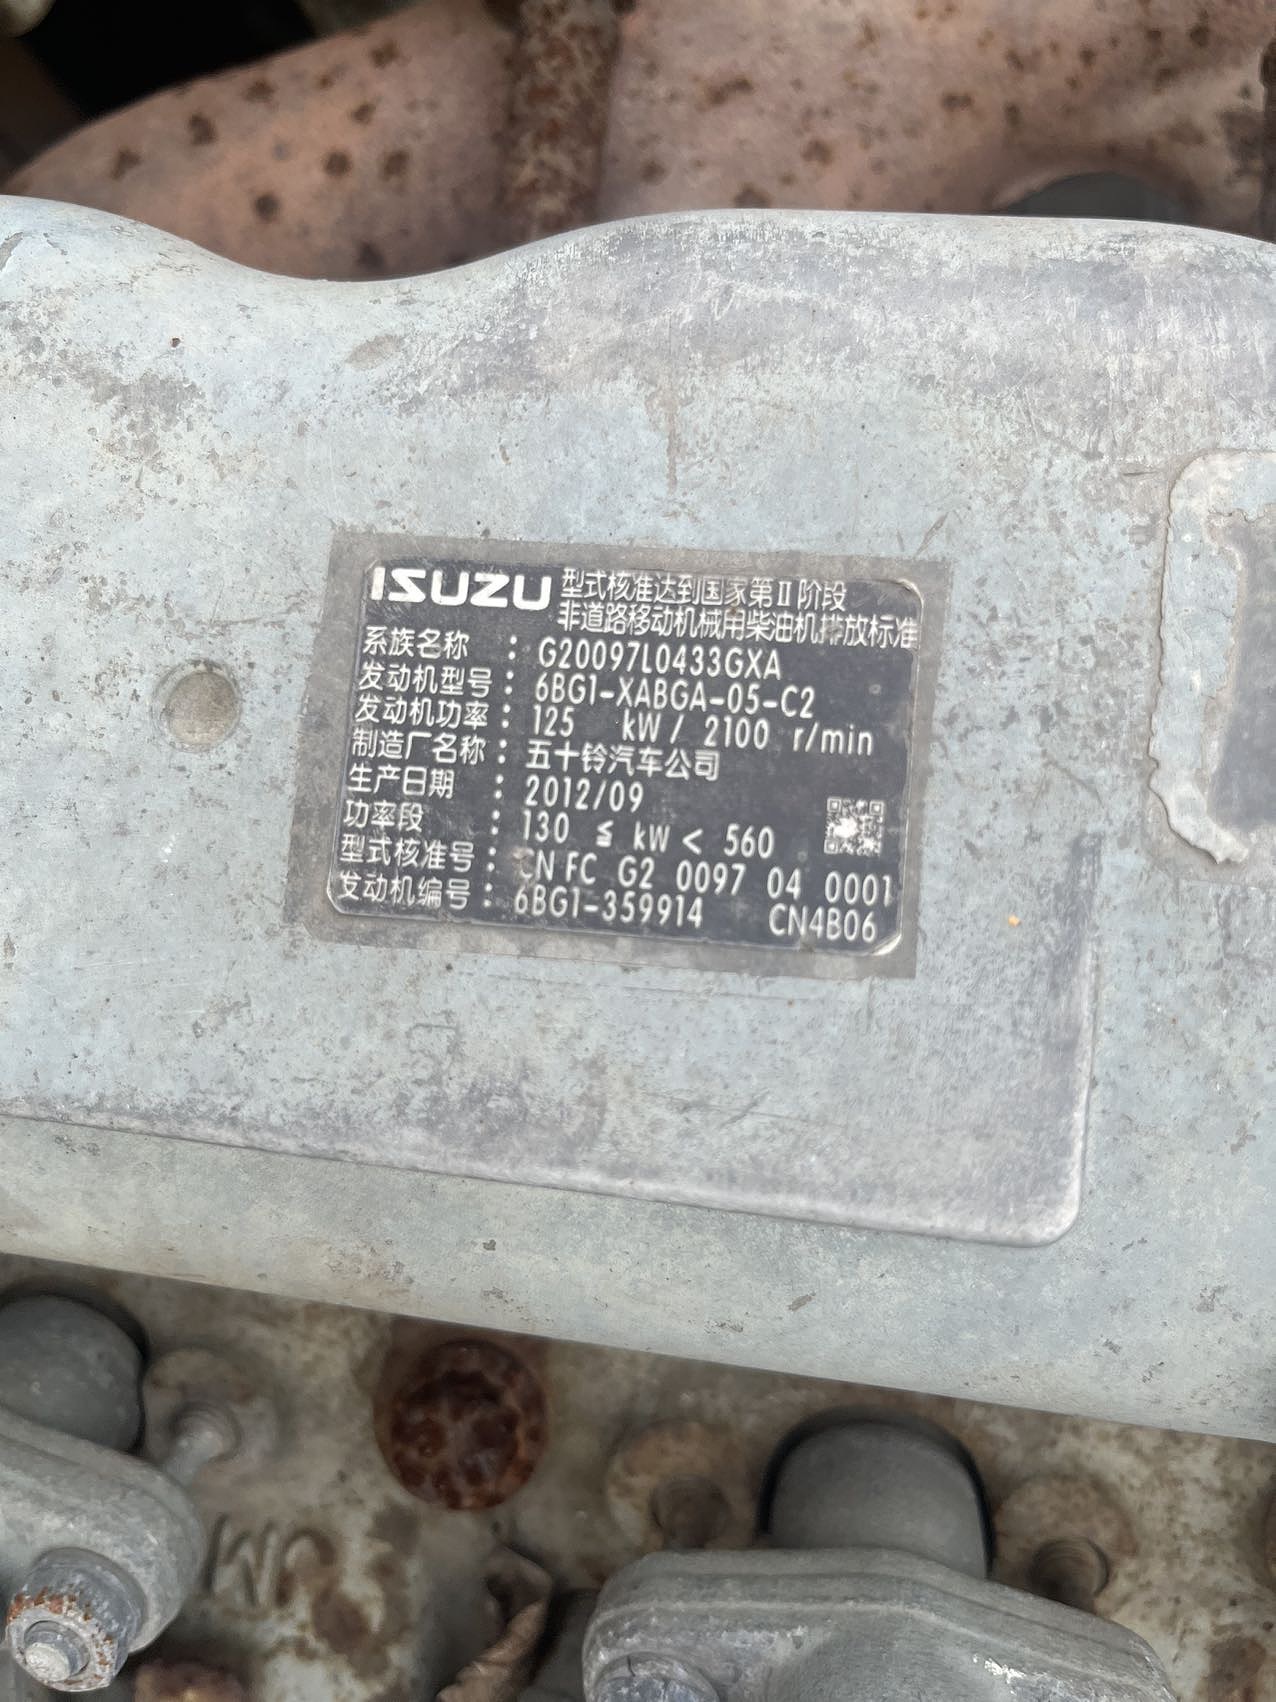 ISUZU 型式核准达到国家第Ⅱ阶段
非道路移动机械用柴油机排放标准
系族名称 : G20097L0433GXA
发动机型号 : 6BG1-XABGA-05-C2
发动机功率 : 125 kW / 2100 r/min
制造厂名称 : 五十铃汽车公司
生产日期 : 2012/09
功率段 : 130 ≦ kW < 560
型式核准号 : CN FC G2 0097 04 0001
发动机编号 : 6BG1-359914 CN4B06